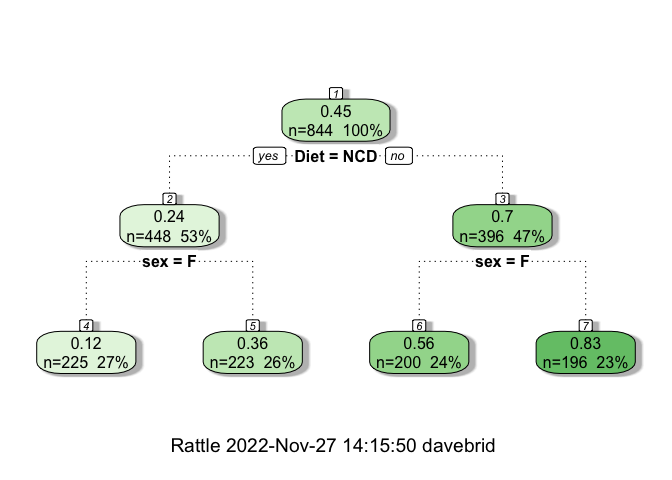 1
0.45
n=844 100%
yes Diet = NCD no
2
0.24
n=448 53%
3
0.7
n=396 47%
sex = F
sex = F
4
0.12
n=225 27%
5
0.36
n=223 26%
6
0.56
n=200 24%
7
0.83
n=196 23%
Rattle 2022-Nov-27 14:15:50 davebrid